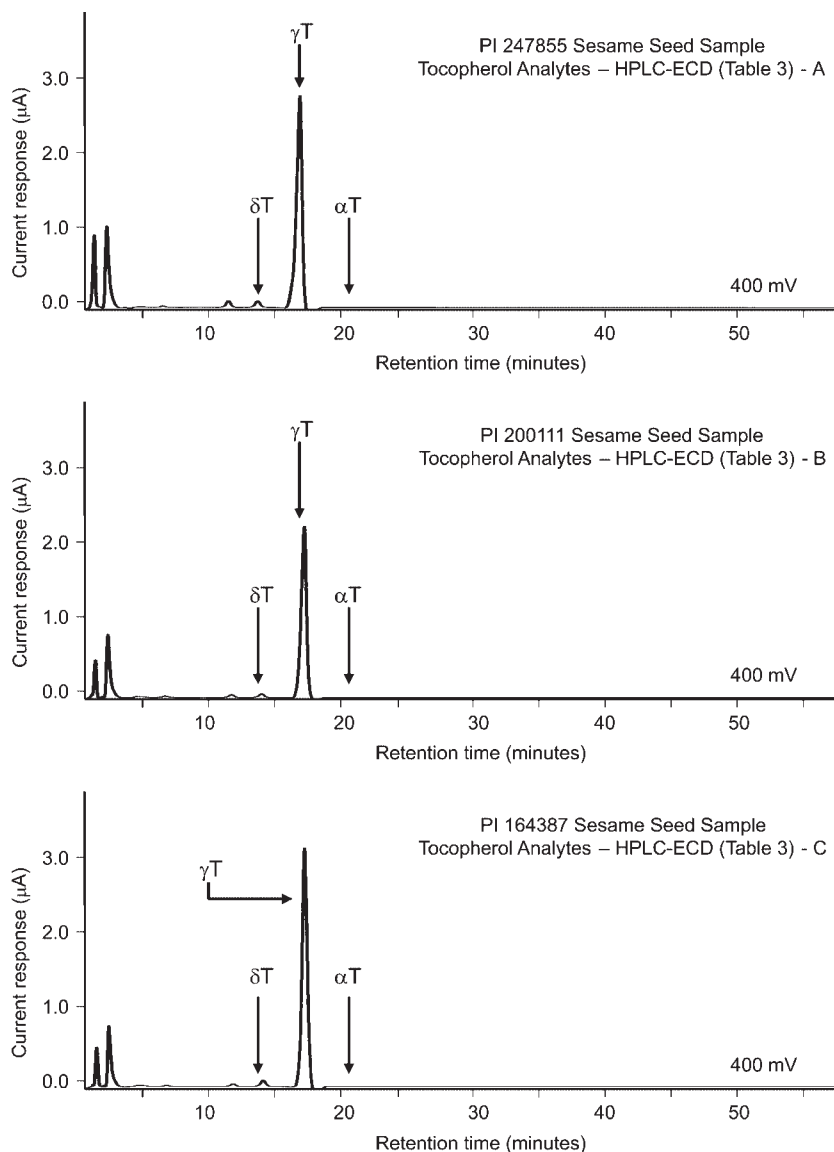 γT
PI 247855 Sesame Seed Sample
Tocopherol Analytes – HPLC-ECD (Table 3) - A
3.0
2.0
1.0
0.0
Current response (μA)
δT
αT
400 mV
10
20
30
40
50
Retention time (minutes)
γT
PI 200111 Sesame Seed Sample
Tocopherol Analytes – HPLC-ECD (Table 3) - B
3.0
2.0
1.0
0.0
Current response (μA)
δT
αT
400 mV
10
20
30
40
50
Retention time (minutes)
PI 164387 Sesame Seed Sample
Tocopherol Analytes – HPLC-ECD (Table 3) - C
γT
3.0
2.0
1.0
0.0
Current response (μA)
δT
αT
400 mV
10
20
30
40
50
Retention time (minutes)